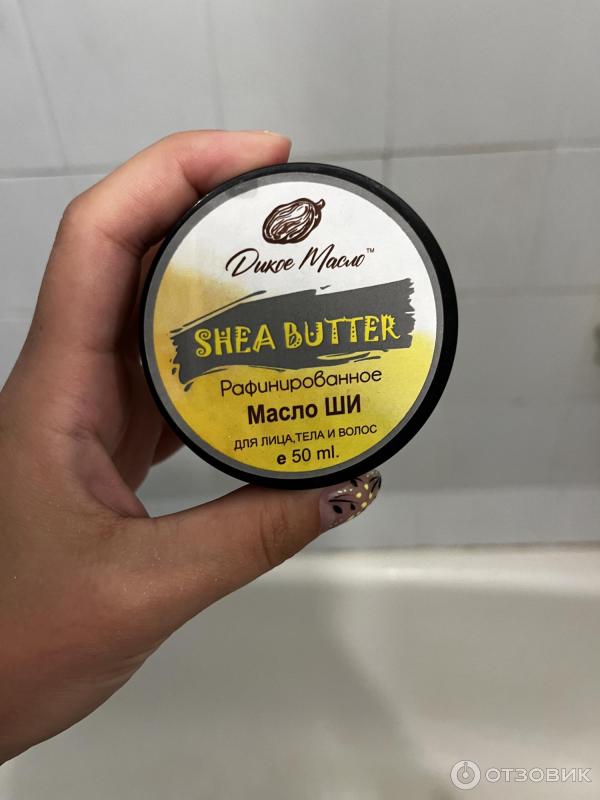 Дикое Масло™
SHEA BUTTER
Рафинированное
Масло ШИ
ДЛЯ ЛИЦА,ТЕЛА И ВОЛОС
e 50 ml.
ОТЗОВИК